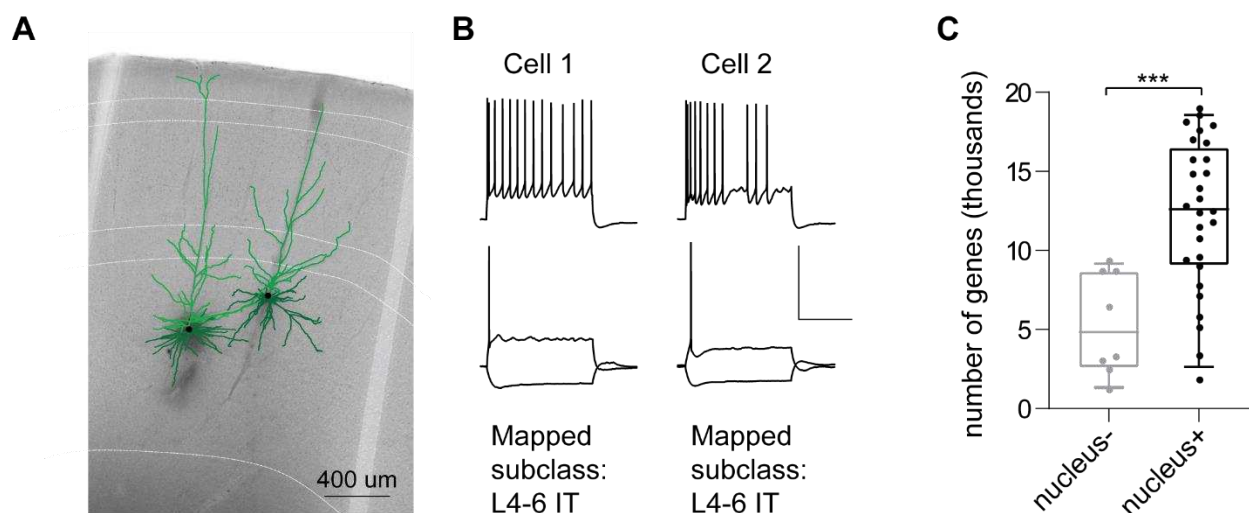 A
B
C
400 um
Cell 1
Cell 2
Mapped
subclass:
L4-6 IT
Mapped
subclass:
L4-6 IT
***
number of genes (thousands)
20
15
10
5
0
nucleus-
nucleus+